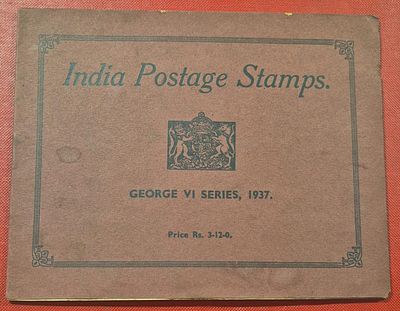 India Postage Stamps.
GEORGE VI SERIES, 1937.
Price Rs. 3-12-0.